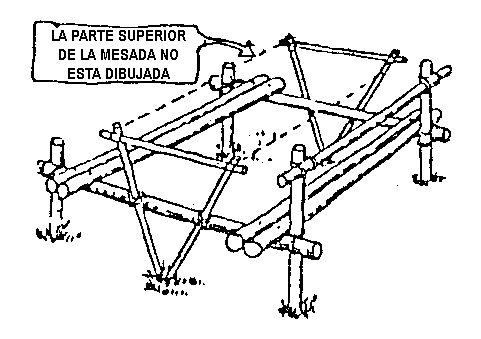 LA PARTE SUPERIOR
DE LA MESADA NO
ESTA DIBUJADA